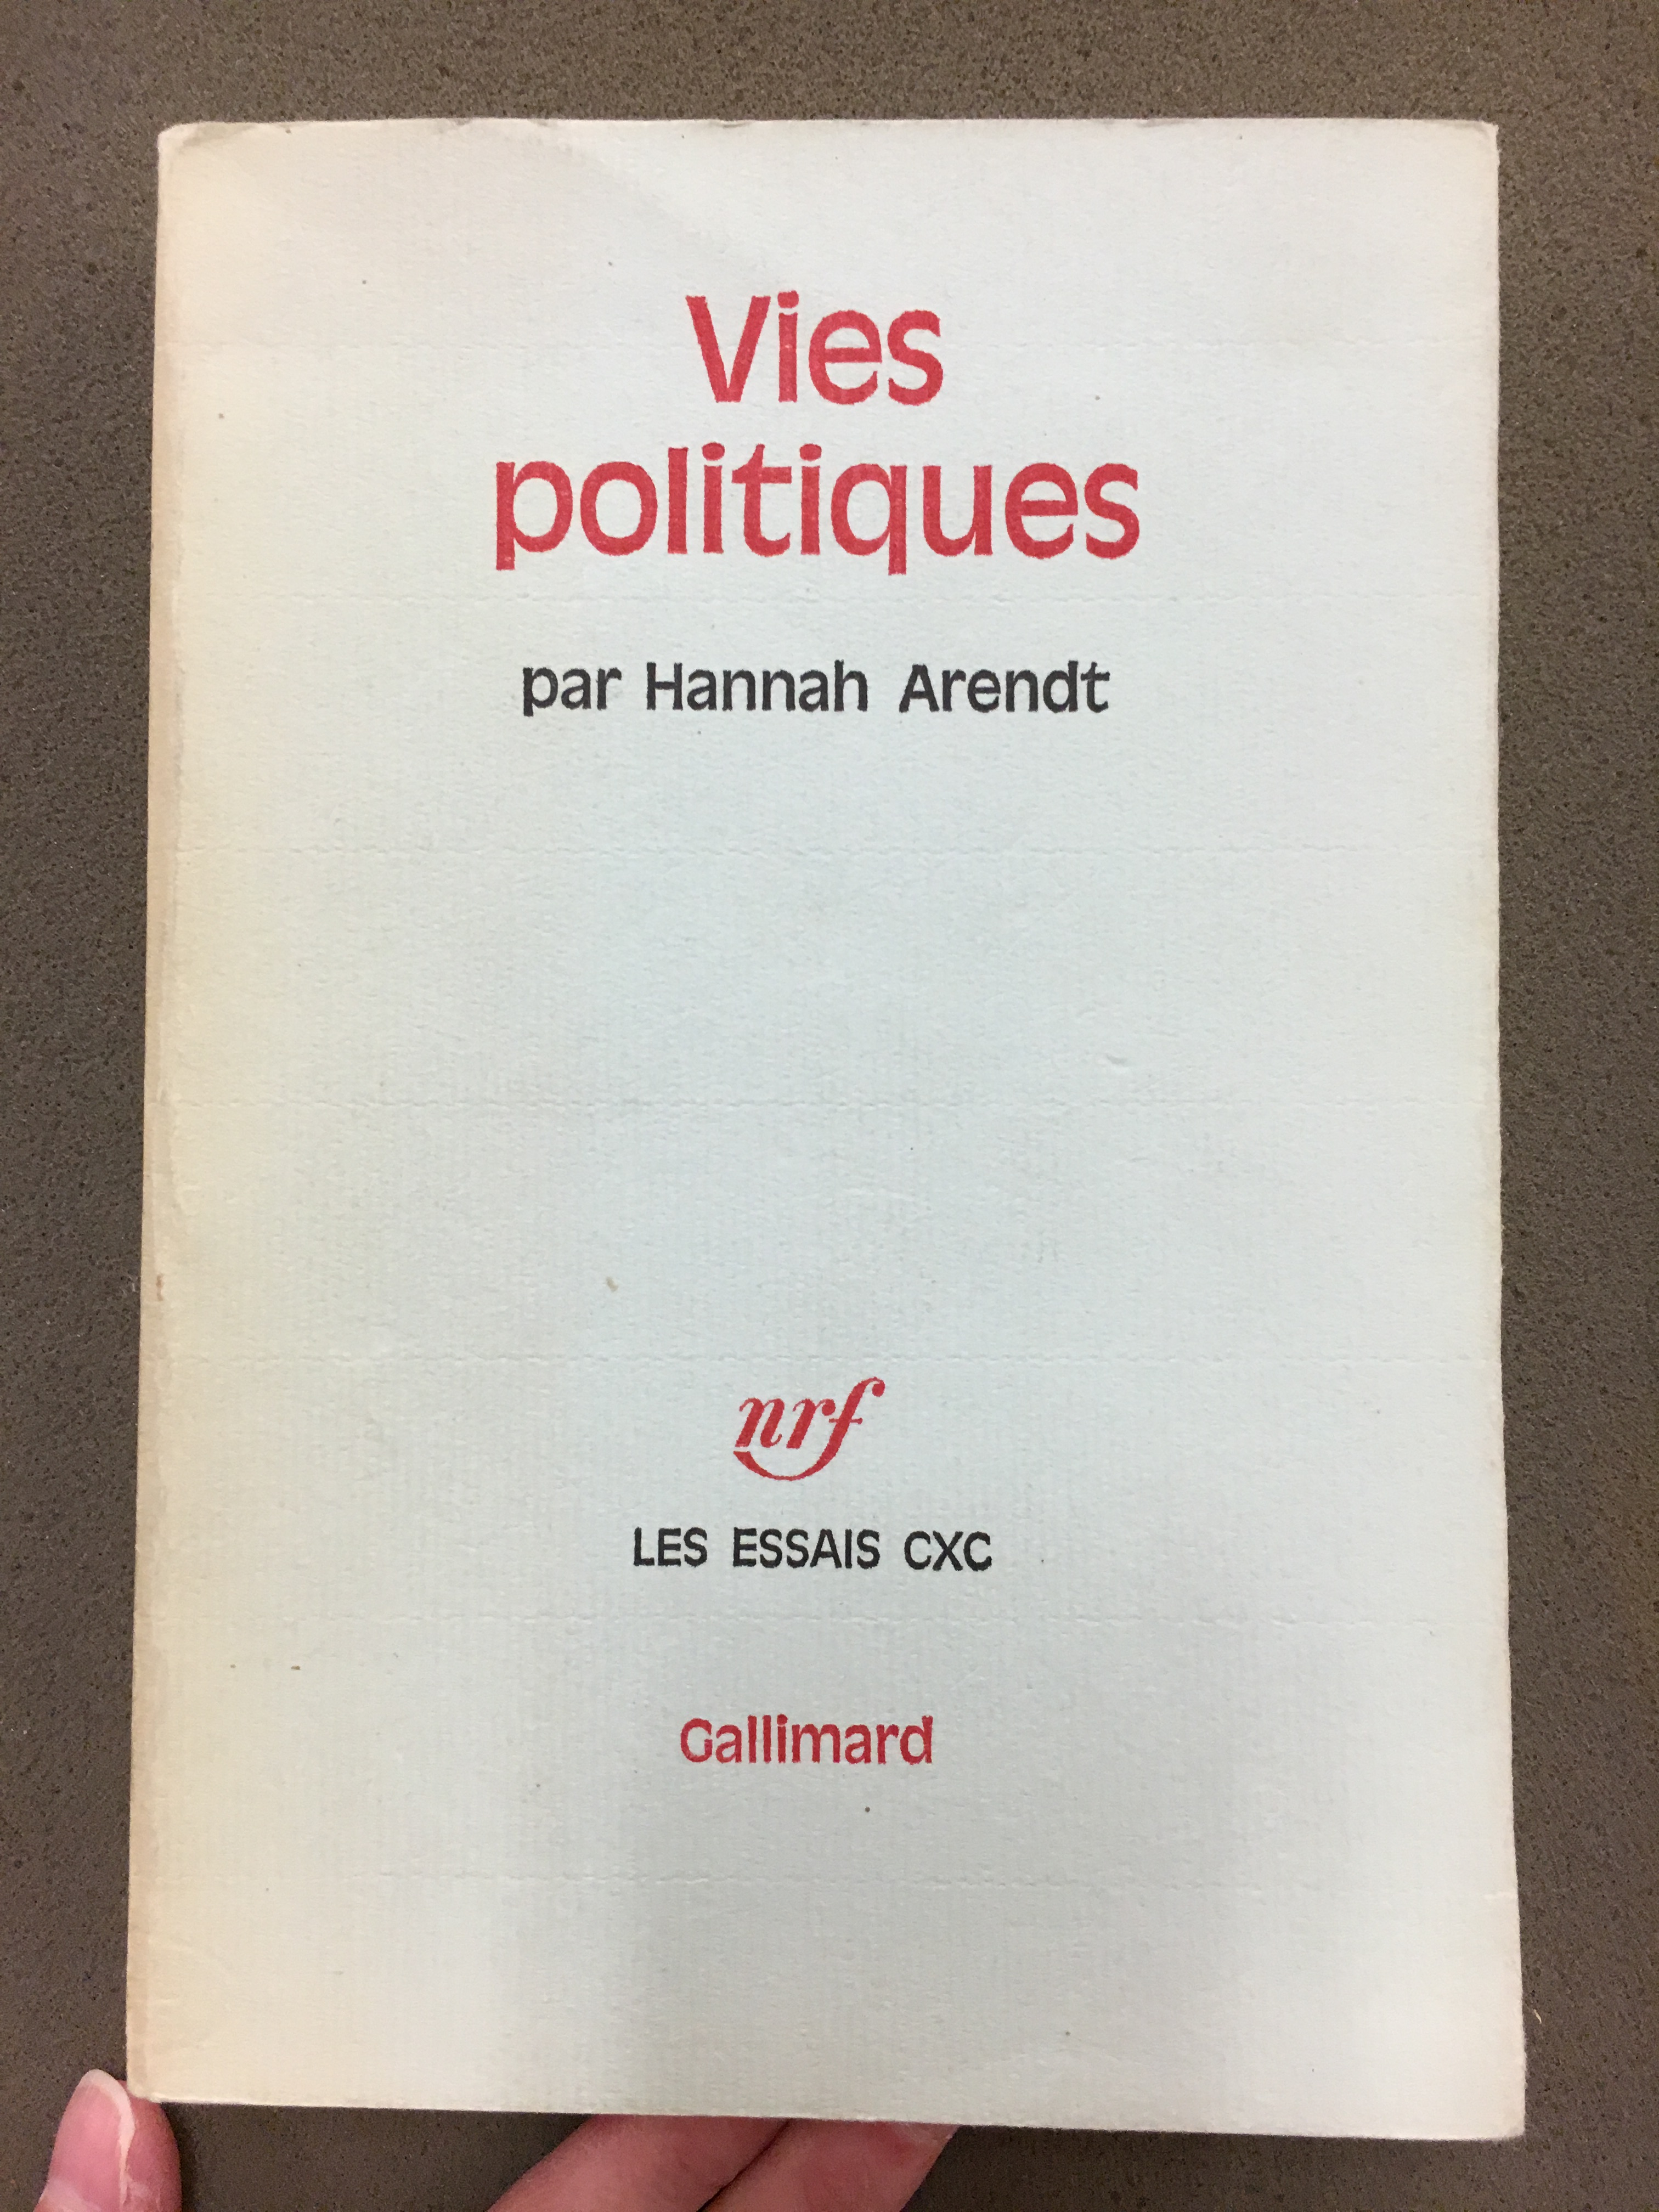 Vies
politiques
par Hannah Arendt
nrf
LES ESSAIS CXC
Gallimard